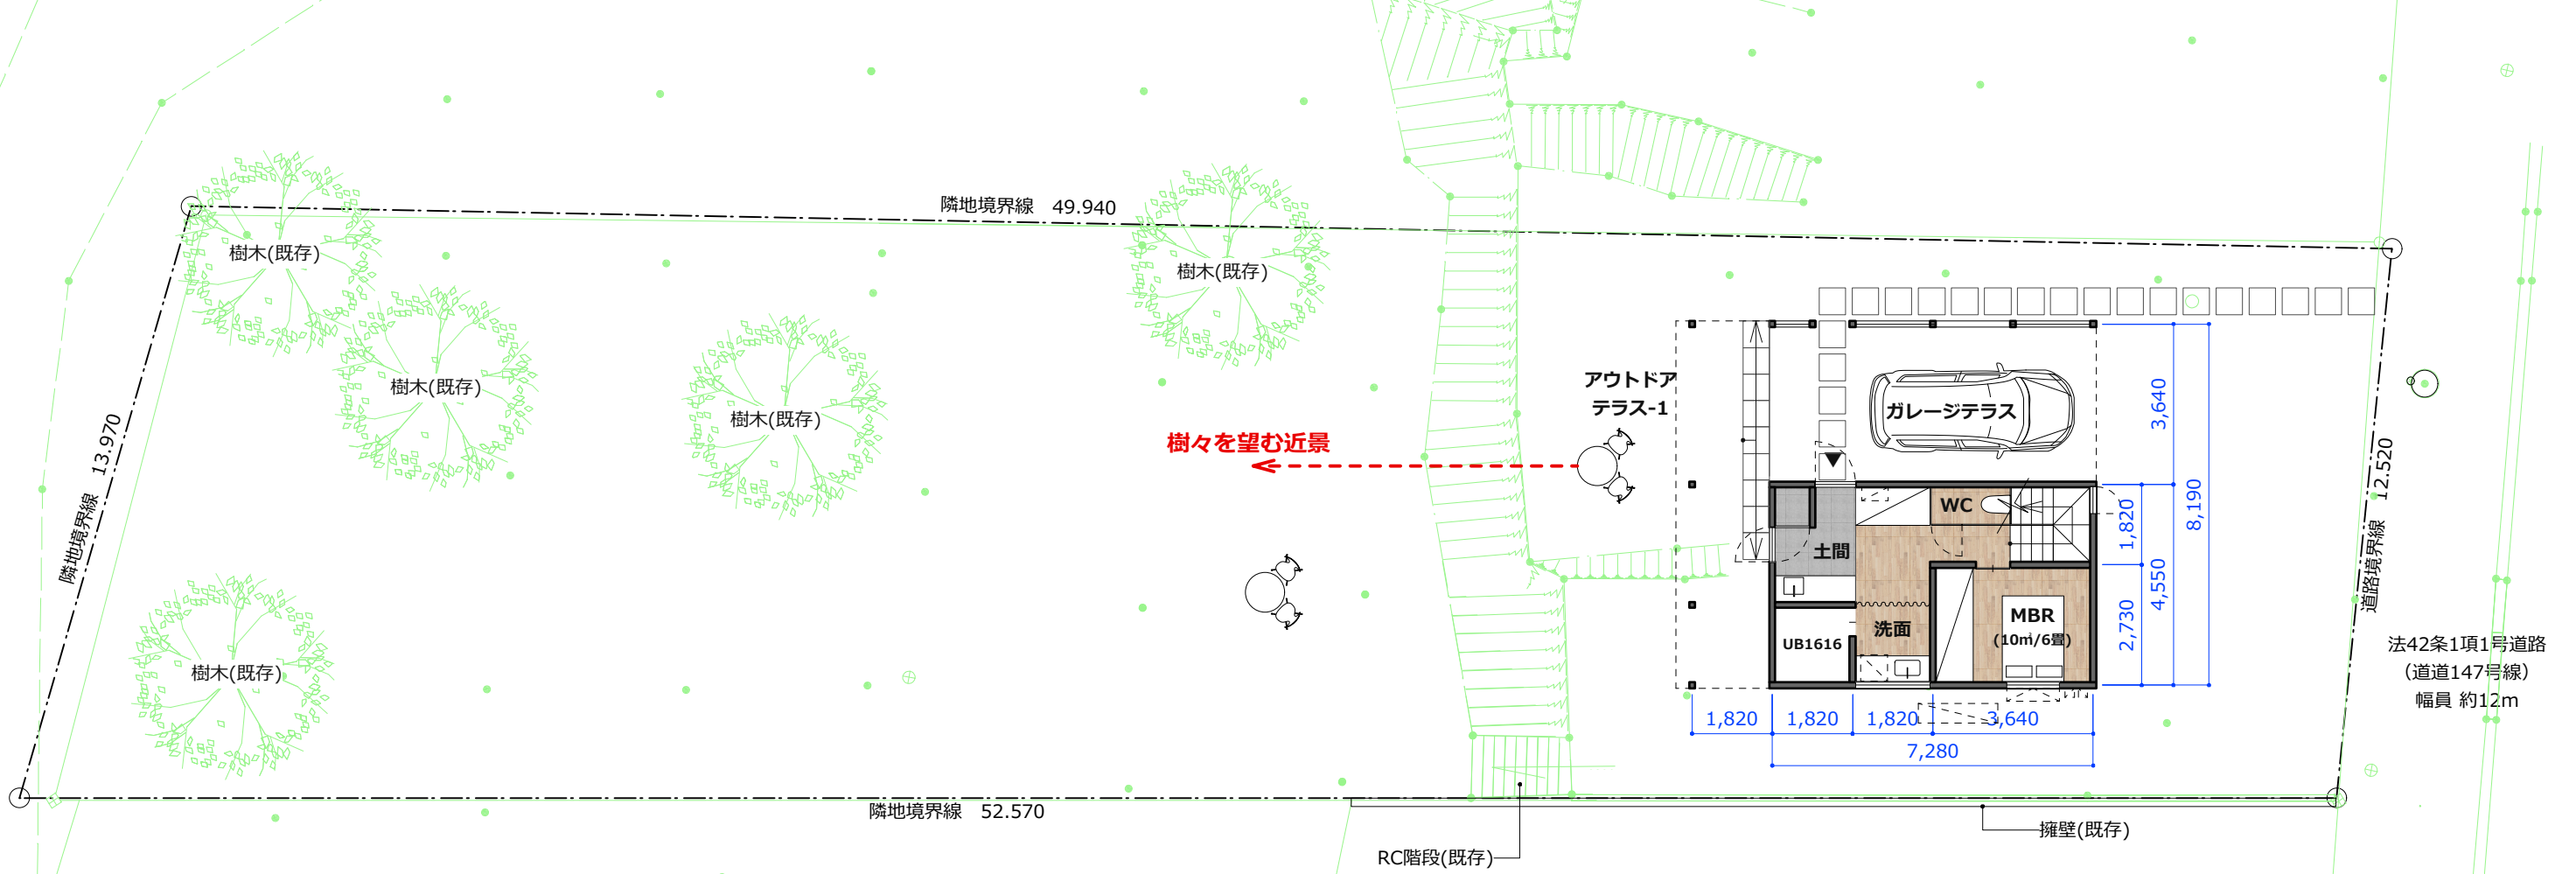 隣地境界線 49.940
樹木(既存)
樹木(既存)
樹木(既存)
樹木(既存)
樹木(既存)
隣地境界線 13.970
隣地境界線 52.570
道路境界線 12.520
樹々を望む近景
アウトドア
テラス-1
ガレージテラス
WC
土間
洗面
UB1616
MBR
(10㎡/6畳)
3,640
1,820
2,730
4,550
8,190
1,820
1,820
1,820
3,640
7,280
法42条1項1号道路
(道道147号線)
幅員 約12m
擁壁(既存)
RC階段(既存)